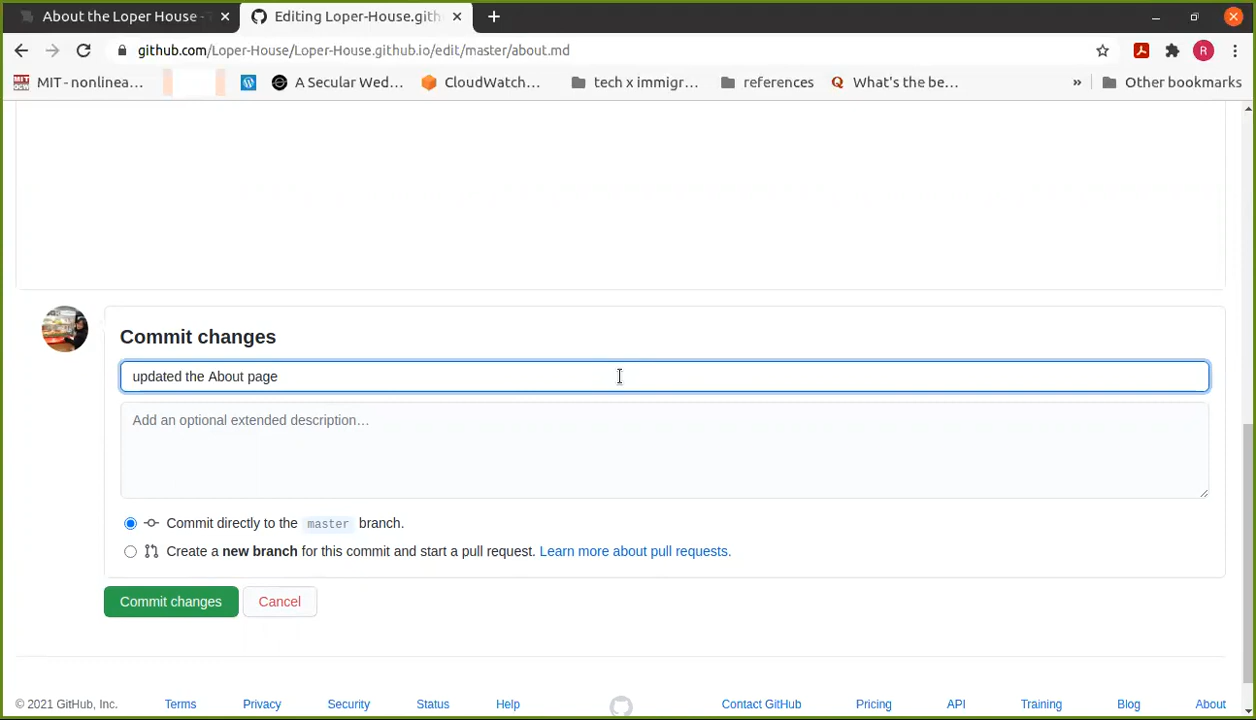 About the Loper House - T
Editing Loper-House.gith
github.com/Loper-House/Loper-House.github.io/edit/master/about.md
R
MIT - nonlinea...
A Secular Wed...
CloudWatch...
tech x immigr...
references
What's the be...
»
Other bookmarks
Commit changes
updated the About page
Add an optional extended description...
Commit directly to the master branch.
Create a new branch for this commit and start a pull request. Learn more about pull requests.
Commit changes
Cancel
© 2021 GitHub, Inc.
Terms
Privacy
Security
Status
Help
Contact GitHub
Pricing
API
Training
Blog
About